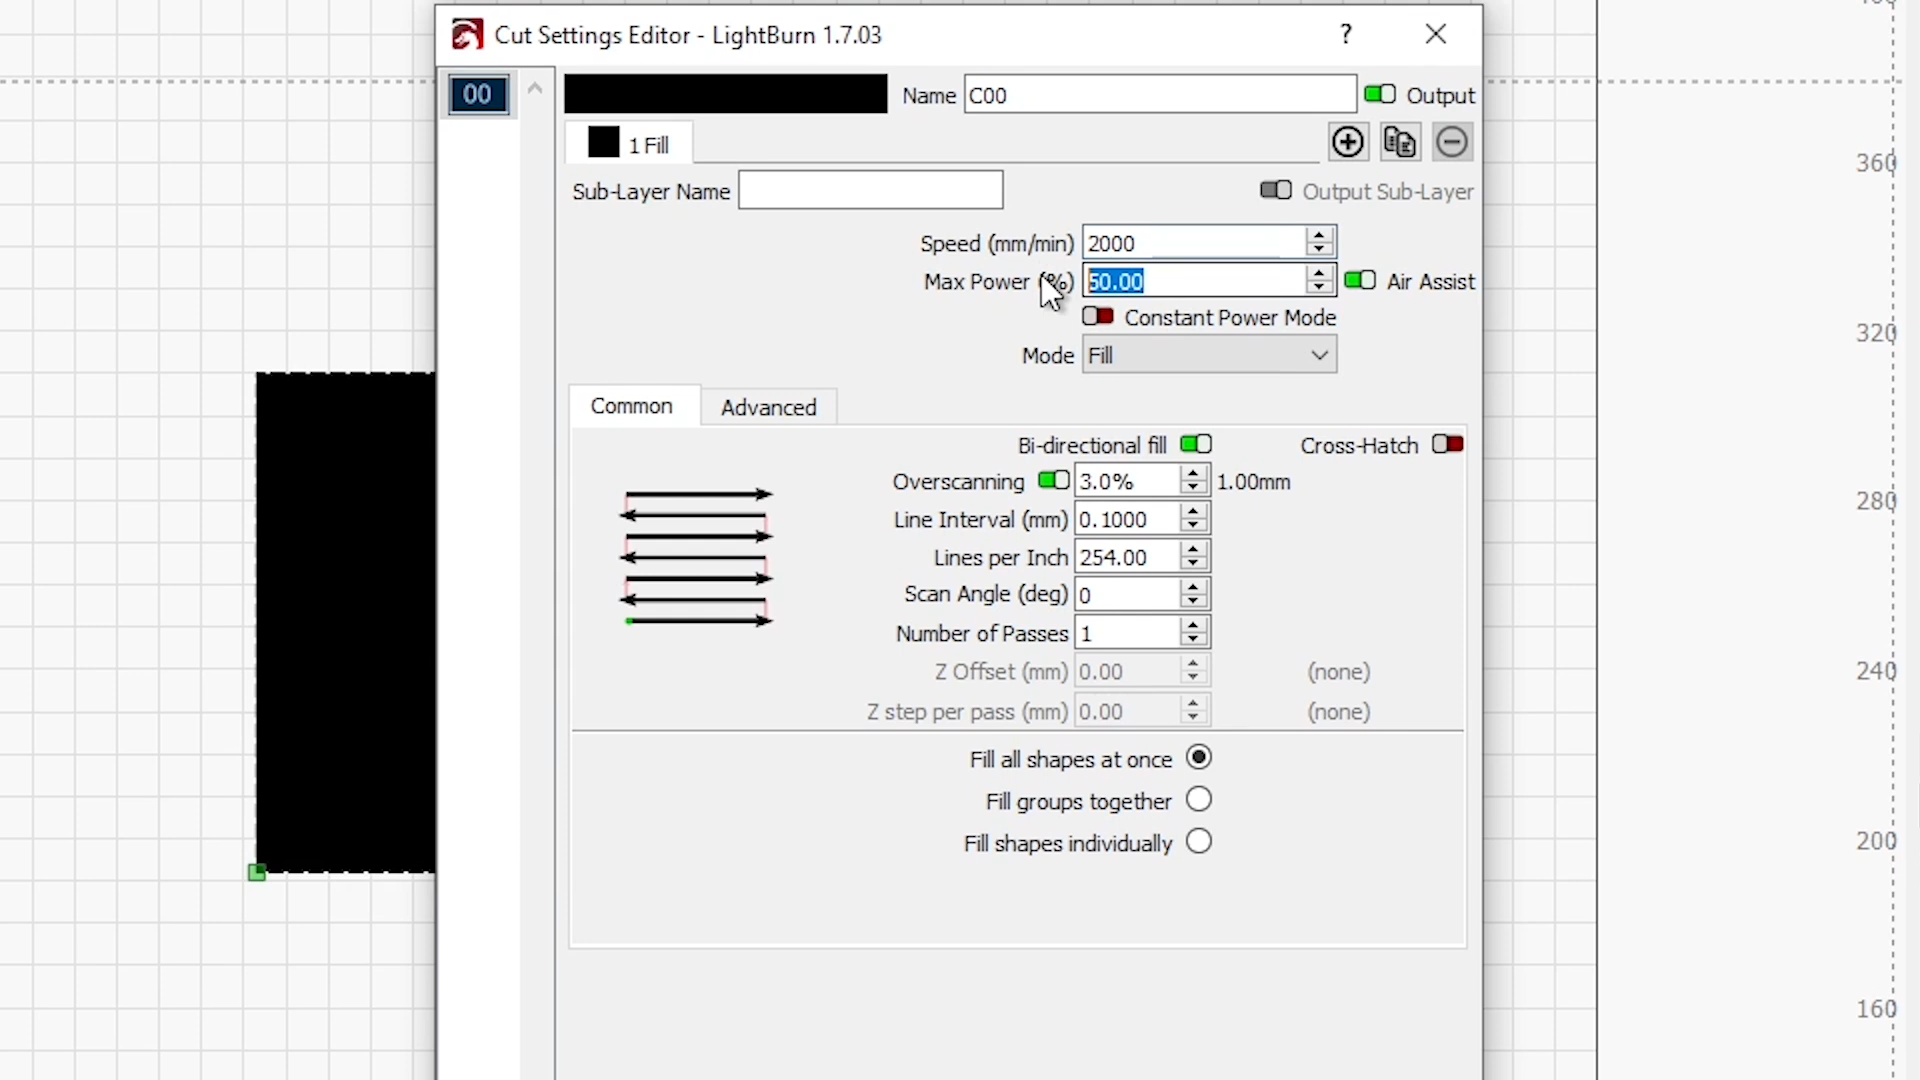 Cut Settings Editor - LightBurn 1.7.03 ?
00
Name C00 Output
1 Fill
Sub-Layer Name Output Sub-Layer
Speed (mm/min) 2000
Max Power (%) 50.00 Air Assist
Constant Power Mode
Mode Fill
Common Advanced
Bi-directional fill Cross-Hatch
Overscanning 3.0% 1.00mm
Line Interval (mm) 0.1000
Lines per Inch 254.00
Scan Angle (deg) 0
Number of Passes 1
Z Offset (mm) 0.00 (none)
Z step per pass (mm) 0.00 (none)
Fill all shapes at once
Fill groups together
Fill shapes individually
360
320
280
240
200
160